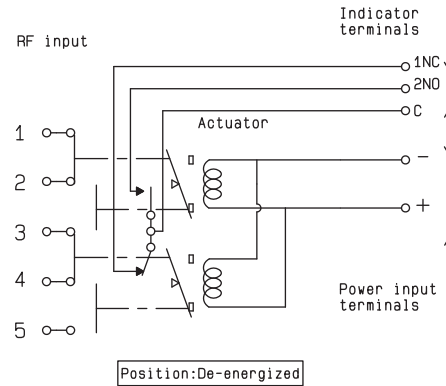 Indicator
terminals
RF input
1NC
2NO
C
Actuator
1
2
3
4
5
-
+
Power input
terminals
Position:De-energized